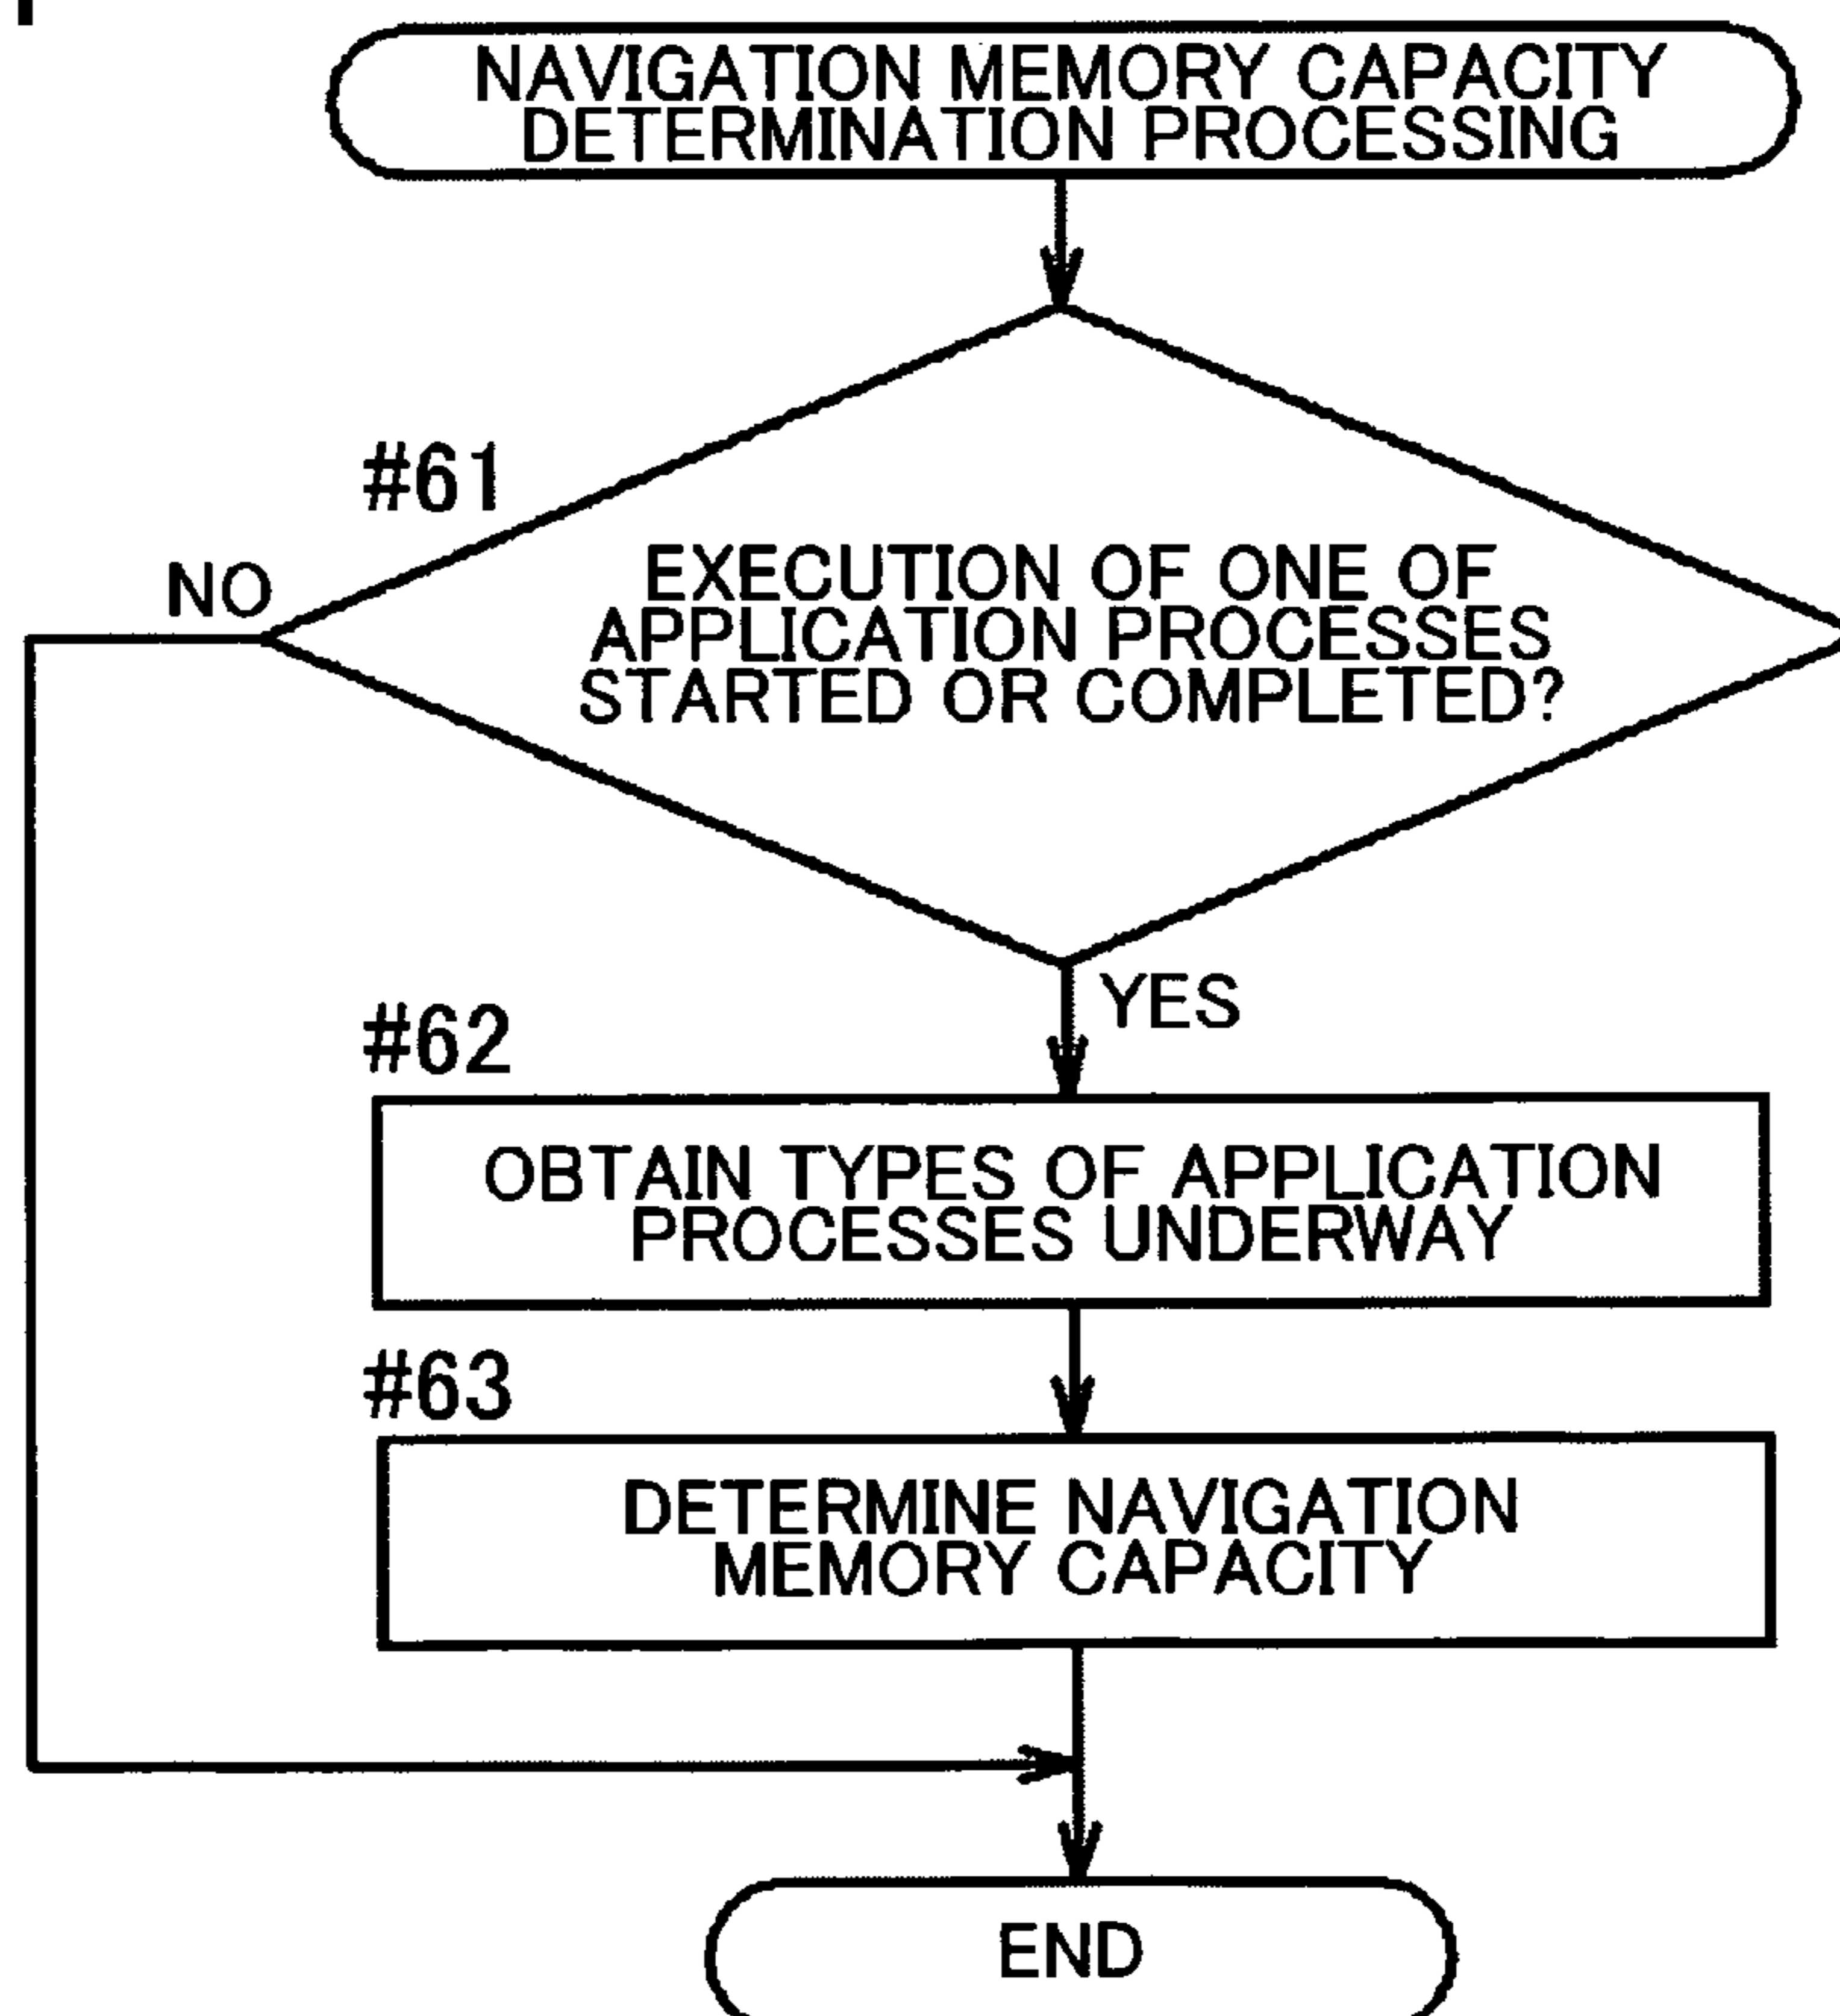 NAVIGATION MEMORY CAPACITY
DETERMINATION PROCESSING
#61
NO
EXECUTION OF ONE OF
APPLICATION PROCESSES
STARTED OR COMPLETED?
YES
#62
OBTAIN TYPES OF APPLICATION
PROCESSES UNDERWAY
#63
DETERMINE NAVIGATION
MEMORY CAPACITY
END